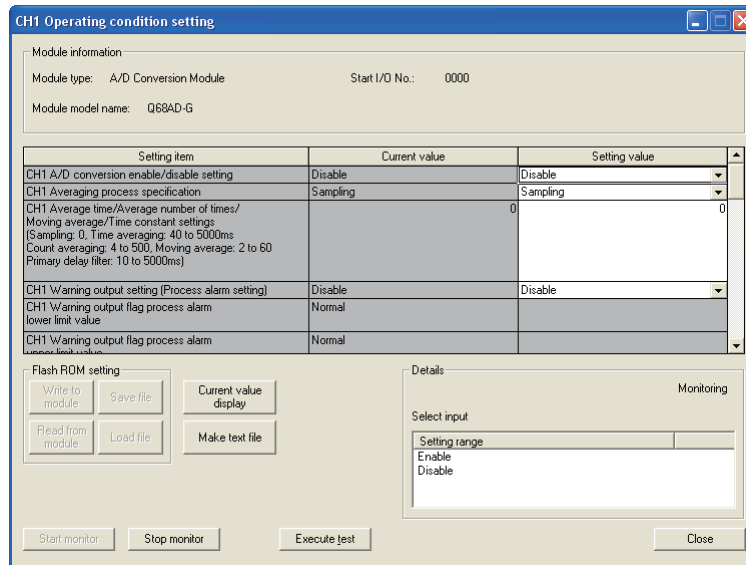 CH1 Operating condition setting
Module information
Module type: A/D Conversion Module Start I/O No.: 0000
Module model name: Q68AD-G
Setting item Current value Setting value
CH1 A/D conversion enable/disable setting Disable Disable
CH1 Averaging process specification Sampling Sampling
CH1 Average time/Average number of times/ 0 0
Moving average/Time constant settings
(Sampling: 0, Time averaging: 40 to 5000ms
Count averaging: 4 to 500, Moving average: 2 to 60
Primary delay filter: 10 to 5000ms)
CH1 Warning output setting (Process alarm setting) Disable Disable
CH1 Warning output flag process alarm Normal
lower limit value
CH1 Warning output flag process alarm Normal
upper limit value
Flash ROM setting
Write to module
Save file
Current value display
Read from module
Load file
Make text file
Details
Monitoring
Select input
Setting range
Enable
Disable
Start monitor Stop monitor Execute test Close